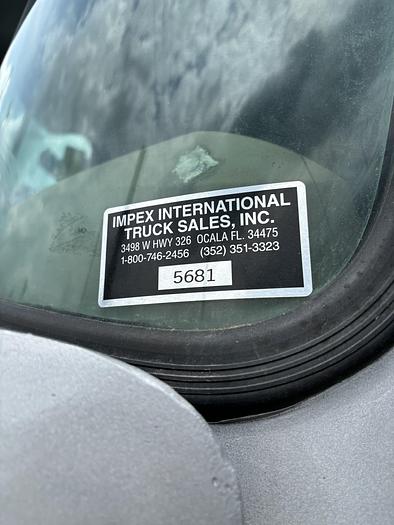 IMPEX INTERNATIONAL
TRUCK SALES, INC.
3498 W HWY 326 OCALA FL. 34475
1-800-746-2456 (352) 351-3323
5681